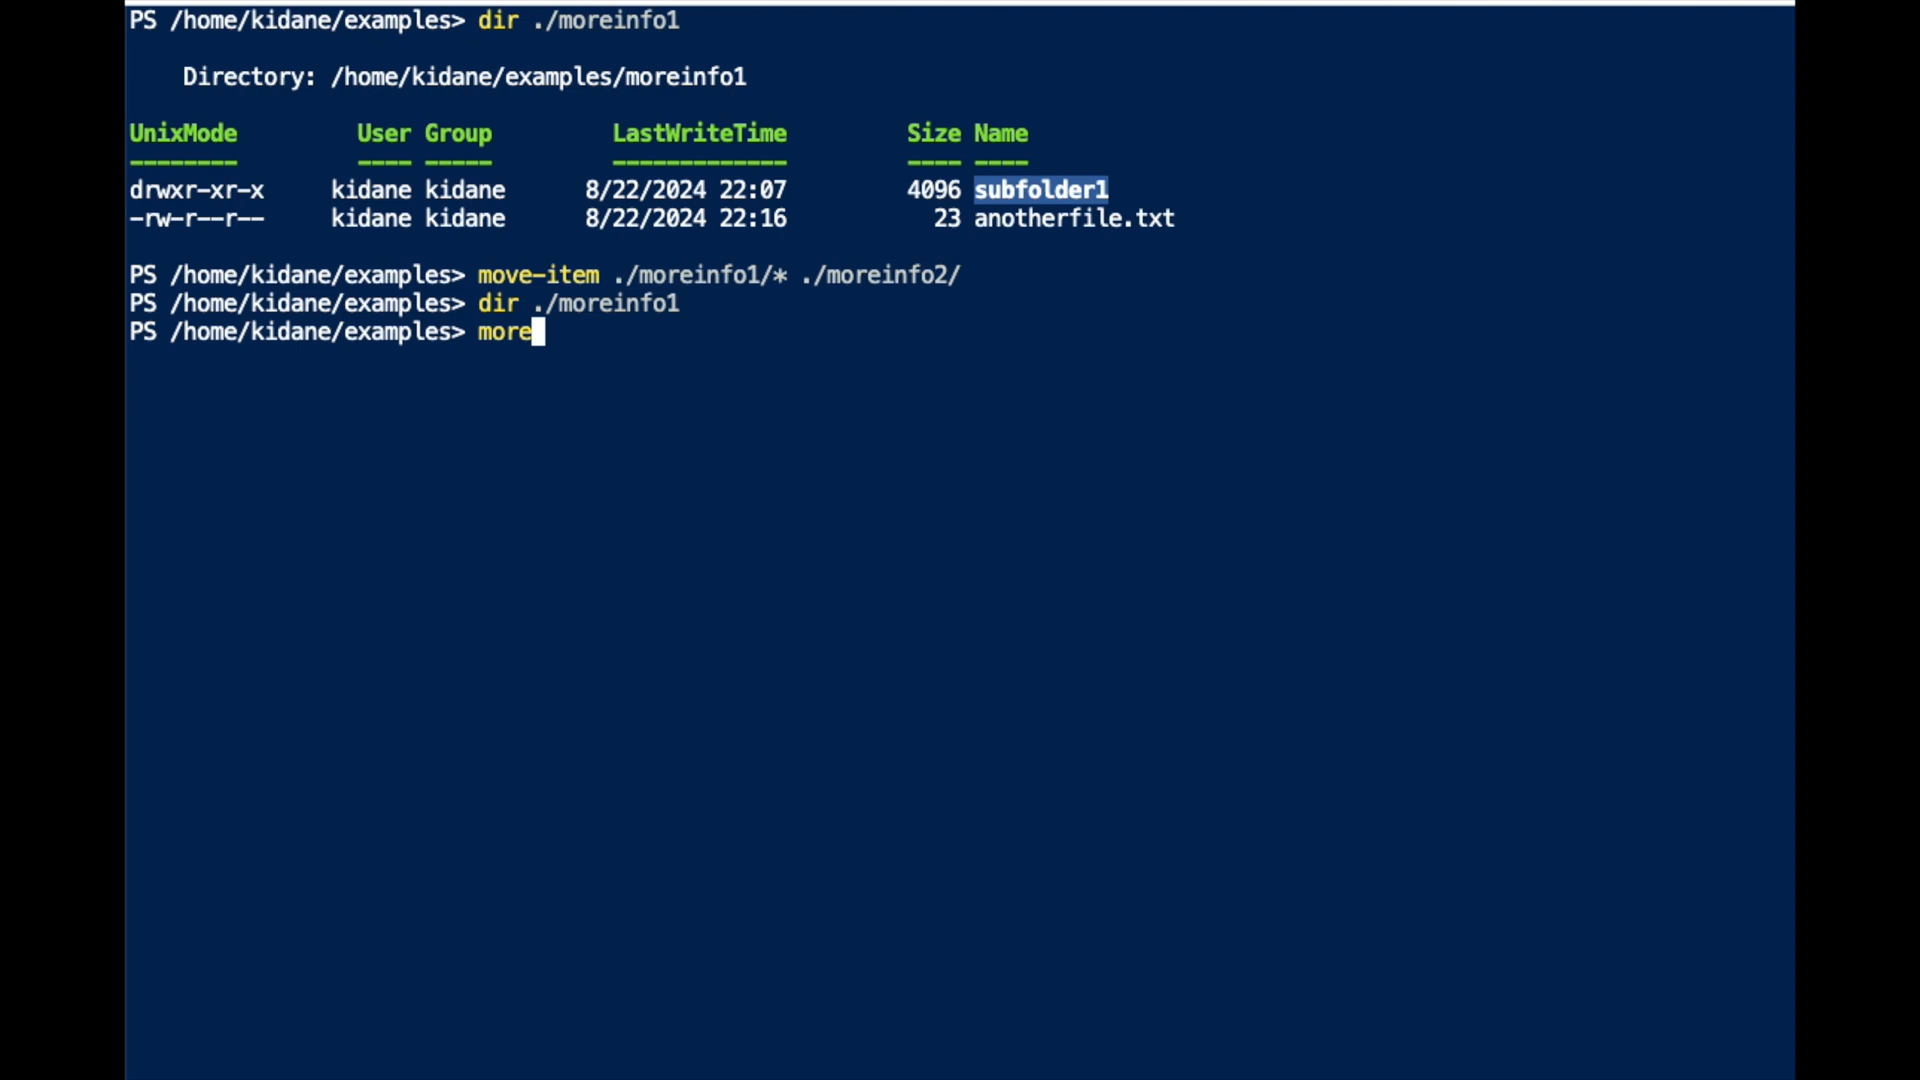 PS /home/kidane/examples> dir ./moreinfo1
Directory: /home/kidane/examples/moreinfo1
UnixMode User Group LastWriteTime Size Name
-------- ---- ----- ------------- ---- ----
drwxr-xr-x kidane kidane 8/22/2024 22:07 4096 subfolder1
-rw-r--r-- kidane kidane 8/22/2024 22:16 23 anotherfile.txt
PS /home/kidane/examples> move-item ./moreinfo1/* ./moreinfo2/
PS /home/kidane/examples> dir ./moreinfo1
PS /home/kidane/examples> more